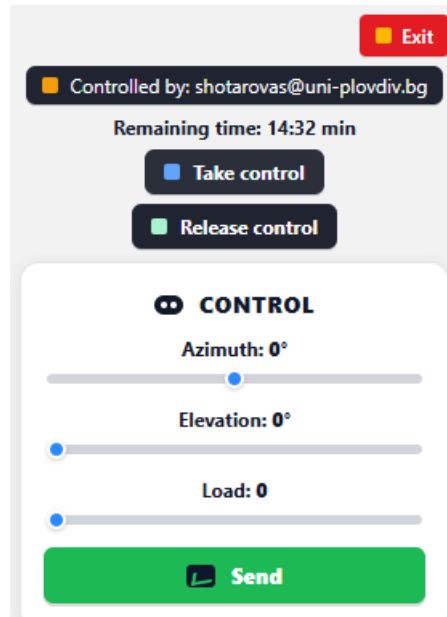 Exit
Controlled by: shotarovas@uni-plovdiv.bg
Remaining time: 14:32 min
Take control
Release control
CONTROL
Azimuth: 0°
Elevation: 0°
Load: 0
Send